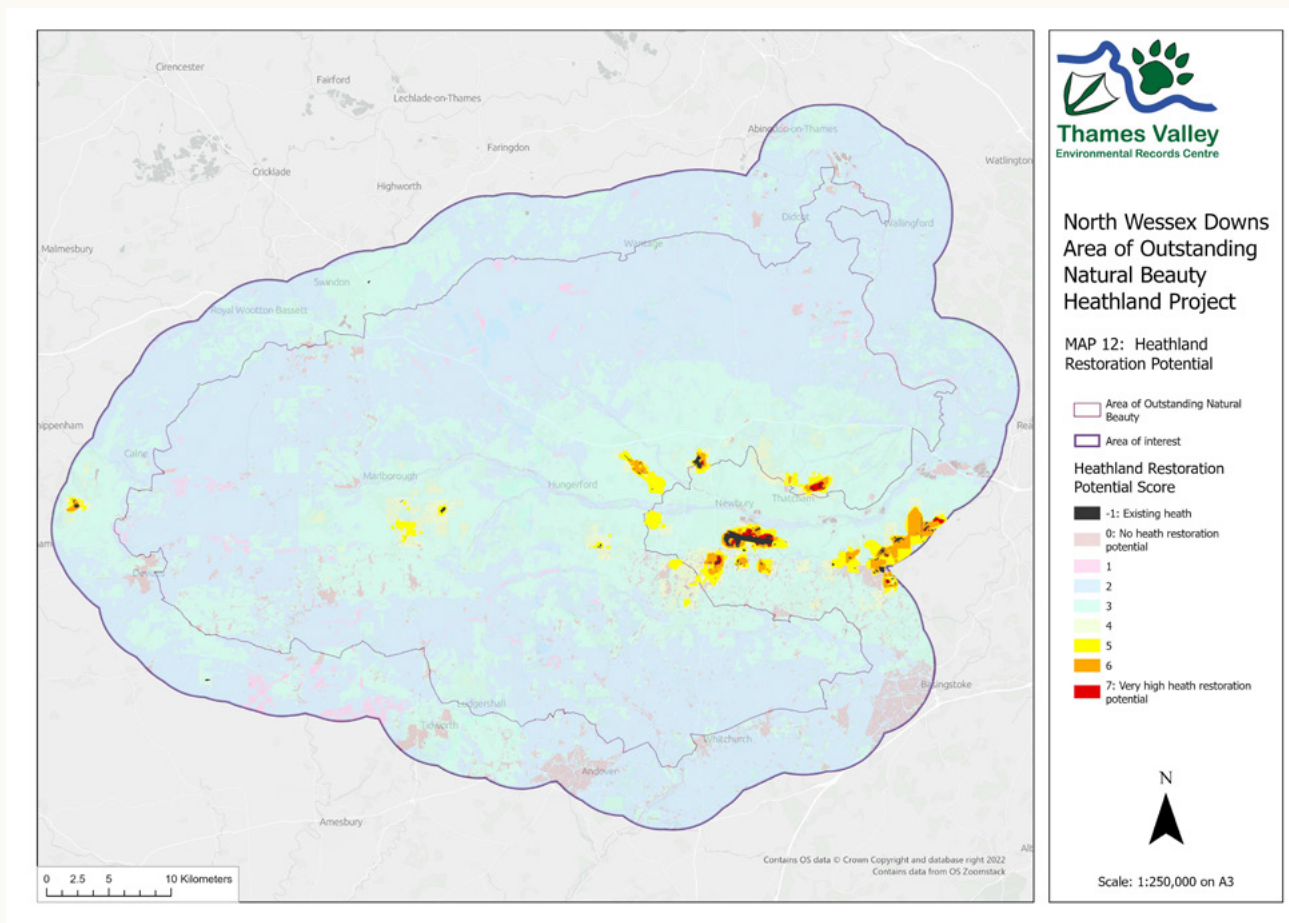 Cirencester
Fairford
Lechlade-on-Thames
Abingdon-on-Thames
Faringdon
Watlington
Cricklade
Highworth
Didcot
Wallingford
Malmesbury
Wantage
Swindon
Royal Wootton Bassett
hippenham
Rea
Calne
Marlborough
Hungerford
Newbury
Thatcham
am
Devizes
Basingstoke
Ludgershall
Tidworth
Whitchurch
Andover
Amesbury
Contains OS data © Crown Copyright and database right 2022
Contains data from OS Zoomstack
0 2.5 5 10 Kilometers
Thames Valley
Environmental Records Centre
North Wessex Downs
Area of Outstanding
Natural Beauty
Heathland Project
MAP 12: Heathland
Restoration Potential
Area of Outstanding Natural
Beauty
Area of interest
Heathland Restoration
Potential Score
-1: Existing heath
0: No heath restoration
potential
1
2
3
4
5
6
7: Very high heath restoration
potential
N
Scale: 1:250,000 on A3